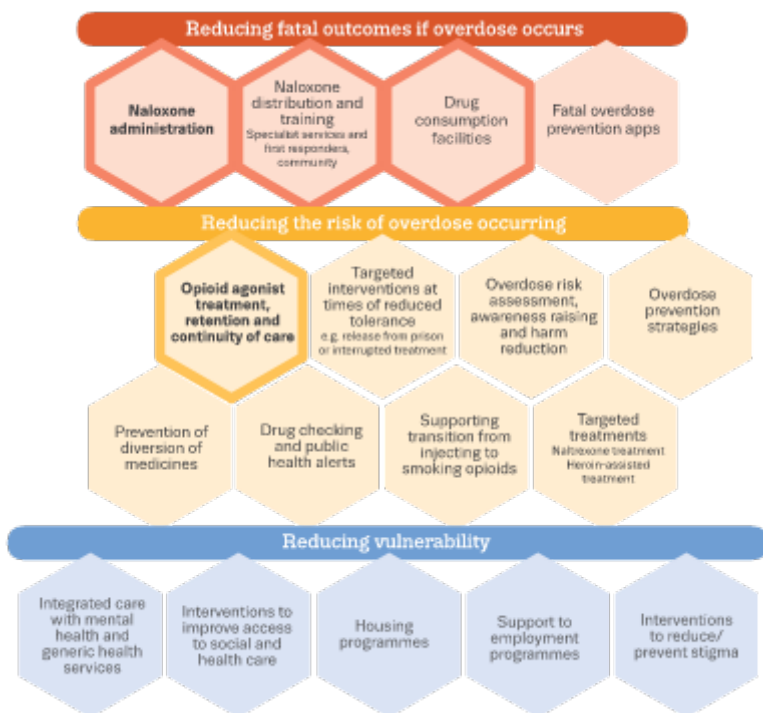 Reducing fatal outcomes if overdose occurs
Naloxone
administration
Naloxone
distribution and
training
Specialist services and
first responders,
community
Drug
consumption
facilities
Fatal overdose
prevention apps
Reducing the risk of overdose occurring
Opioid agonist
treatment,
retention and
continuity of care
Targeted
interventions at
times of reduced
tolerance
e.g. release from prison
or interrupted treatment
Overdose risk
assessment,
awareness raising
and harm
reduction
Overdose
prevention
strategies
Prevention of
diversion of
medicines
Drug checking
and public
health alerts
Supporting
transition from
injecting to
smoking opioids
Targeted
treatments
Naltrexone treatment
Heroin-assisted
treatment
Reducing vulnerability
Integrated care
with mental
health and
generic health
services
Interventions to
improve access
to social and
health care
Housing
programmes
Support to
employment
programmes
Interventions
to reduce/
prevent stigma